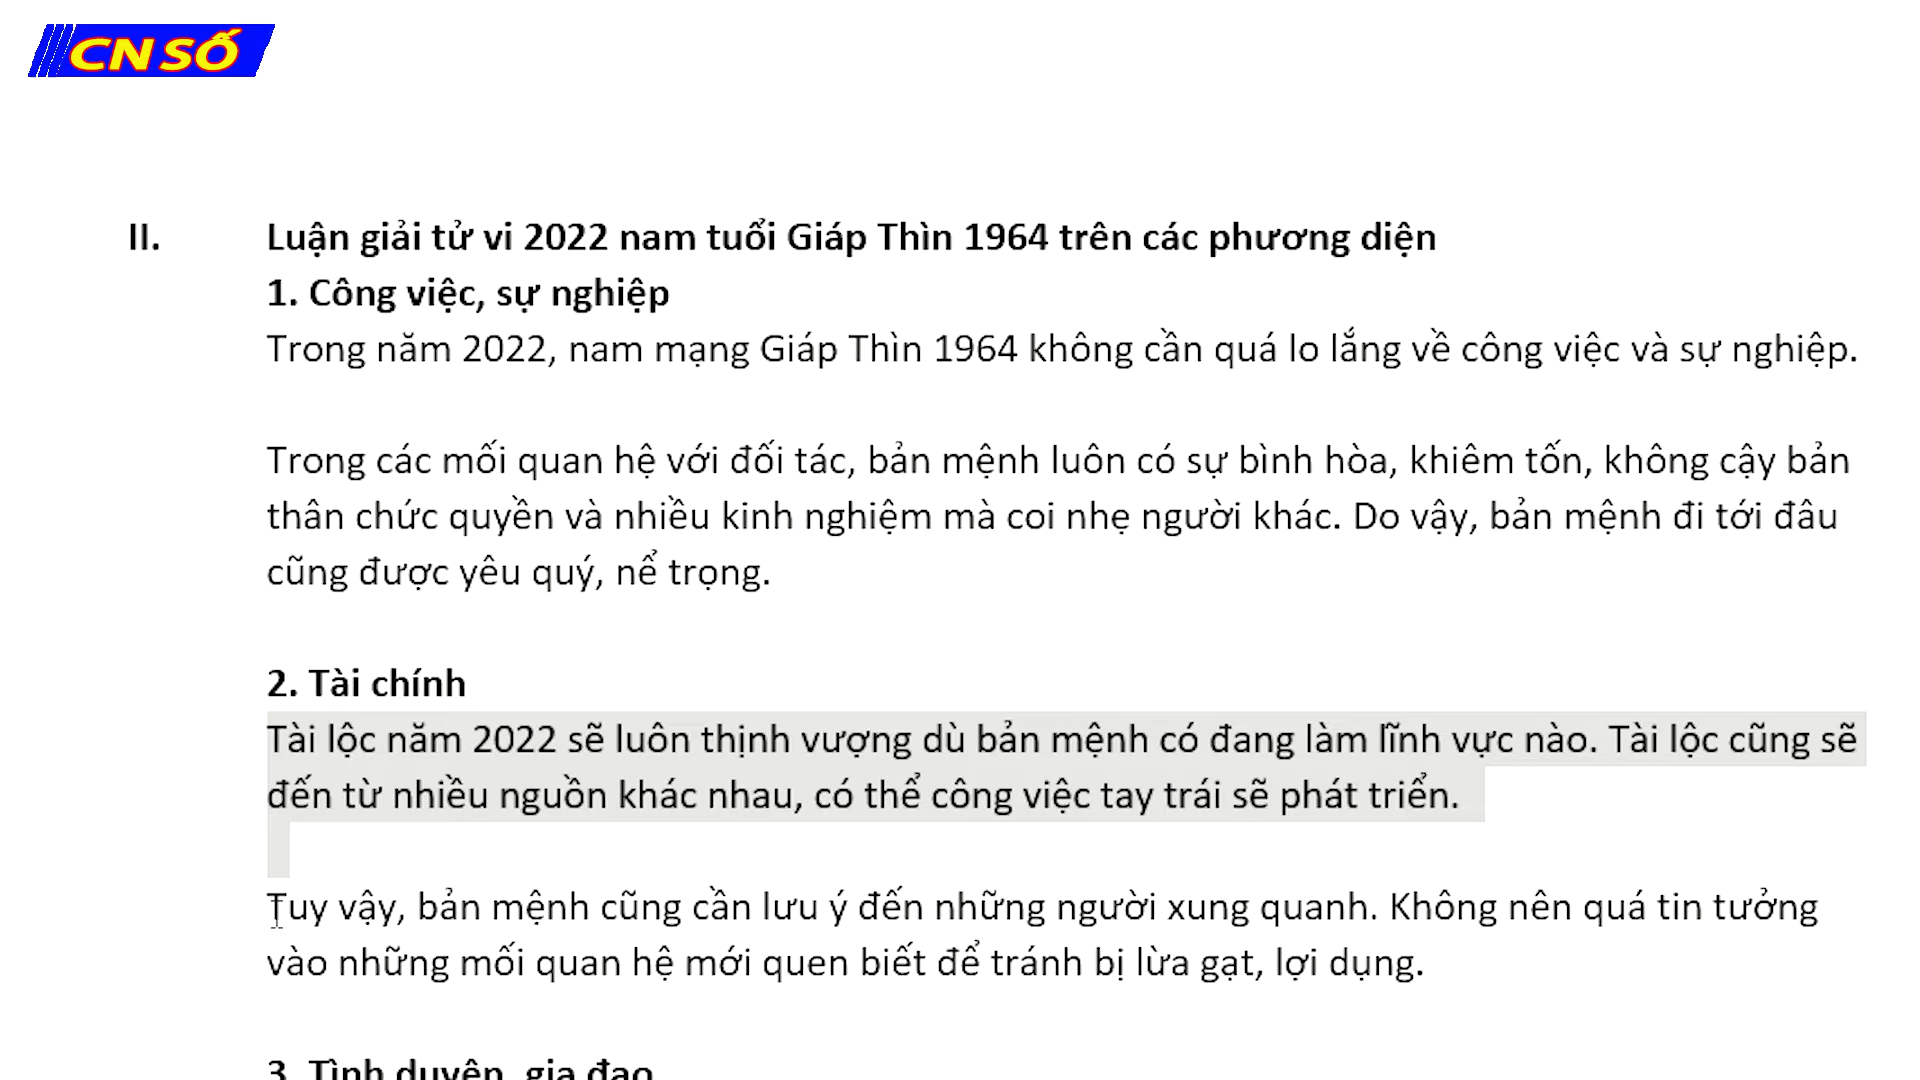 CN SỐ
II. Luận giải tử vi 2022 nam tuổi Giáp Thìn 1964 trên các phương diện
1. Công việc, sự nghiệp
Trong năm 2022, nam mạng Giáp Thìn 1964 không cần quá lo lắng về công việc và sự nghiệp.
Trong các mối quan hệ với đối tác, bản mệnh luôn có sự bình hòa, khiêm tốn, không cậy bản
thân chức quyền và nhiều kinh nghiệm mà coi nhẹ người khác. Do vậy, bản mệnh đi tới đâu
cũng được yêu quý, nể trọng.
2. Tài chính
Tài lộc năm 2022 sẽ luôn thịnh vượng dù bản mệnh có đang làm lĩnh vực nào. Tài lộc cũng sẽ
đến từ nhiều nguồn khác nhau, có thể công việc tay trái sẽ phát triển.
Tuy vậy, bản mệnh cũng cần lưu ý đến những người xung quanh. Không nên quá tin tưởng
vào những mối quan hệ mới quen biết để tránh bị lừa gạt, lợi dụng.
3. Tình duyên, gia đạo